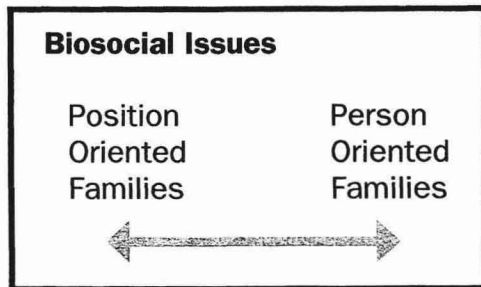 Biosocial Issues
Position Person
Oriented Oriented
Families Families